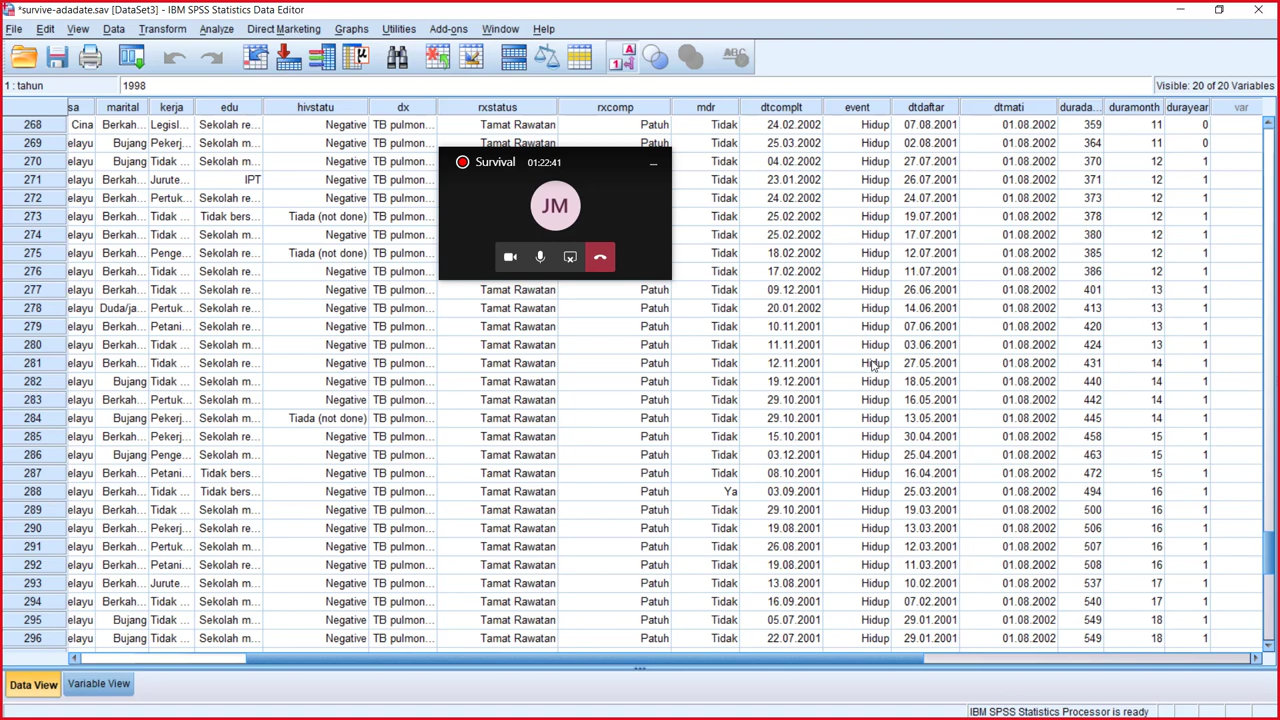 *survive-adadate.sav [DataSet3] - IBM SPSS Statistics Data Editor
File Edit View Data Transform Analyze Direct Marketing Graphs Utilities Add-ons Window Help
1 : tahun 1998 Visible: 20 of 20 Variables
sa marital kerja edu hivstatu dx rxstatus rxcomp mdr dtcomplt event dtdaftar dtmati durada... duramonth durayear var
268 Cina Berkah... Legisl... Sekolah re... Negative TB pulmon... Tamat Rawatan Patuh Tidak 24.02.2002 Hidup 07.08.2001 01.08.2002 359 11 0
269 elayu Bujang Pekerj... Sekolah m... Negative TB pulmon... Tamat Rawatan Patuh Tidak 25.03.2002 Hidup 02.08.2001 01.08.2002 364 11 0
270 elayu Bujang Tidak ... Sekolah m... Negative TB pulmon... Tidak 04.02.2002 Hidup 27.07.2001 01.08.2002 370 12 1
271 elayu Berkah... Jurute... IPT Negative TB pulmon... Tidak 23.01.2002 Hidup 26.07.2001 01.08.2002 371 12 1
272 elayu Berkah... Pertuk... Sekolah m... Negative TB pulmon... Tidak 24.02.2002 Hidup 24.07.2001 01.08.2002 373 12 1
273 elayu Berkah... Tidak ... Tidak bers... Tiada (not done) TB pulmon... Tidak 25.02.2002 Hidup 19.07.2001 01.08.2002 378 12 1
274 elayu Berkah... Tidak ... Sekolah m... Negative TB pulmon... Tidak 25.02.2002 Hidup 17.07.2001 01.08.2002 380 12 1
275 elayu Berkah... Penge... Sekolah m... Tiada (not done) TB pulmon... Tidak 18.02.2002 Hidup 12.07.2001 01.08.2002 385 12 1
276 elayu Berkah... Tidak ... Sekolah re... Negative TB pulmon... Tidak 17.02.2002 Hidup 11.07.2001 01.08.2002 386 12 1
277 elayu Berkah... Tidak ... Sekolah re... Negative TB pulmon... Tamat Rawatan Patuh Tidak 09.12.2001 Hidup 26.06.2001 01.08.2002 401 13 1
278 elayu Duda/ja... Pertuk... Sekolah re... Negative TB pulmon... Tamat Rawatan Patuh Tidak 20.01.2002 Hidup 14.06.2001 01.08.2002 413 13 1
279 elayu Berkah... Petani... Sekolah re... Negative TB pulmon... Tamat Rawatan Patuh Tidak 10.11.2001 Hidup 07.06.2001 01.08.2002 420 13 1
280 elayu Berkah... Tidak ... Sekolah re... Negative TB pulmon... Tamat Rawatan Patuh Tidak 11.11.2001 Hidup 03.06.2001 01.08.2002 424 13 1
281 elayu Berkah... Tidak ... Sekolah re... Negative TB pulmon... Tamat Rawatan Patuh Tidak 12.11.2001 Hidup 27.05.2001 01.08.2002 431 14 1
282 elayu Bujang Tidak ... Sekolah m... Negative TB pulmon... Tamat Rawatan Patuh Tidak 19.12.2001 Hidup 18.05.2001 01.08.2002 440 14 1
283 elayu Berkah... Pertuk... Sekolah m... Negative TB pulmon... Tamat Rawatan Patuh Tidak 29.10.2001 Hidup 16.05.2001 01.08.2002 442 14 1
284 elayu Bujang Pekerj... Sekolah m... Tiada (not done) TB pulmon... Tamat Rawatan Patuh Tidak 29.10.2001 Hidup 13.05.2001 01.08.2002 445 14 1
285 elayu Berkah... Pekerj... Sekolah re... Negative TB pulmon... Tamat Rawatan Patuh Tidak 15.10.2001 Hidup 30.04.2001 01.08.2002 458 15 1
286 elayu Bujang Penge... Sekolah m... Negative TB pulmon... Tamat Rawatan Patuh Tidak 03.12.2001 Hidup 25.04.2001 01.08.2002 463 15 1
287 elayu Berkah... Petani... Tidak bers... Negative TB pulmon... Tamat Rawatan Patuh Tidak 08.10.2001 Hidup 16.04.2001 01.08.2002 472 15 1
288 elayu Berkah... Tidak ... Tidak bers... Negative TB pulmon... Tamat Rawatan Patuh Ya 03.09.2001 Hidup 25.03.2001 01.08.2002 494 16 1
289 elayu Berkah... Tidak ... Sekolah m... Negative TB pulmon... Tamat Rawatan Patuh Tidak 29.10.2001 Hidup 19.03.2001 01.08.2002 500 16 1
290 elayu Berkah... Pekerj... Sekolah m... Negative TB pulmon... Tamat Rawatan Patuh Tidak 19.08.2001 Hidup 13.03.2001 01.08.2002 506 16 1
291 elayu Berkah... Pertuk... Sekolah m... Negative TB pulmon... Tamat Rawatan Patuh Tidak 26.08.2001 Hidup 12.03.2001 01.08.2002 507 16 1
292 elayu Berkah... Petani... Sekolah re... Negative TB pulmon... Tamat Rawatan Patuh Tidak 19.08.2001 Hidup 11.03.2001 01.08.2002 508 16 1
293 elayu Berkah... Jurute... Sekolah m... Negative TB pulmon... Tamat Rawatan Patuh Tidak 13.08.2001 Hidup 10.02.2001 01.08.2002 537 17 1
294 elayu Berkah... Tidak ... Sekolah m... Negative TB pulmon... Tamat Rawatan Patuh Tidak 16.09.2001 Hidup 07.02.2001 01.08.2002 540 17 1
295 elayu Bujang Tidak ... Sekolah m... Negative TB pulmon... Tamat Rawatan Patuh Tidak 05.07.2001 Hidup 29.01.2001 01.08.2002 549 18 1
296 elayu Bujang Tidak ... Sekolah m... Negative TB pulmon... Tamat Rawatan Patuh Tidak 22.07.2001 Hidup 29.01.2001 01.08.2002 549 18 1
Survival 01:22:41
JM
Data View Variable View
IBM SPSS Statistics Processor is ready